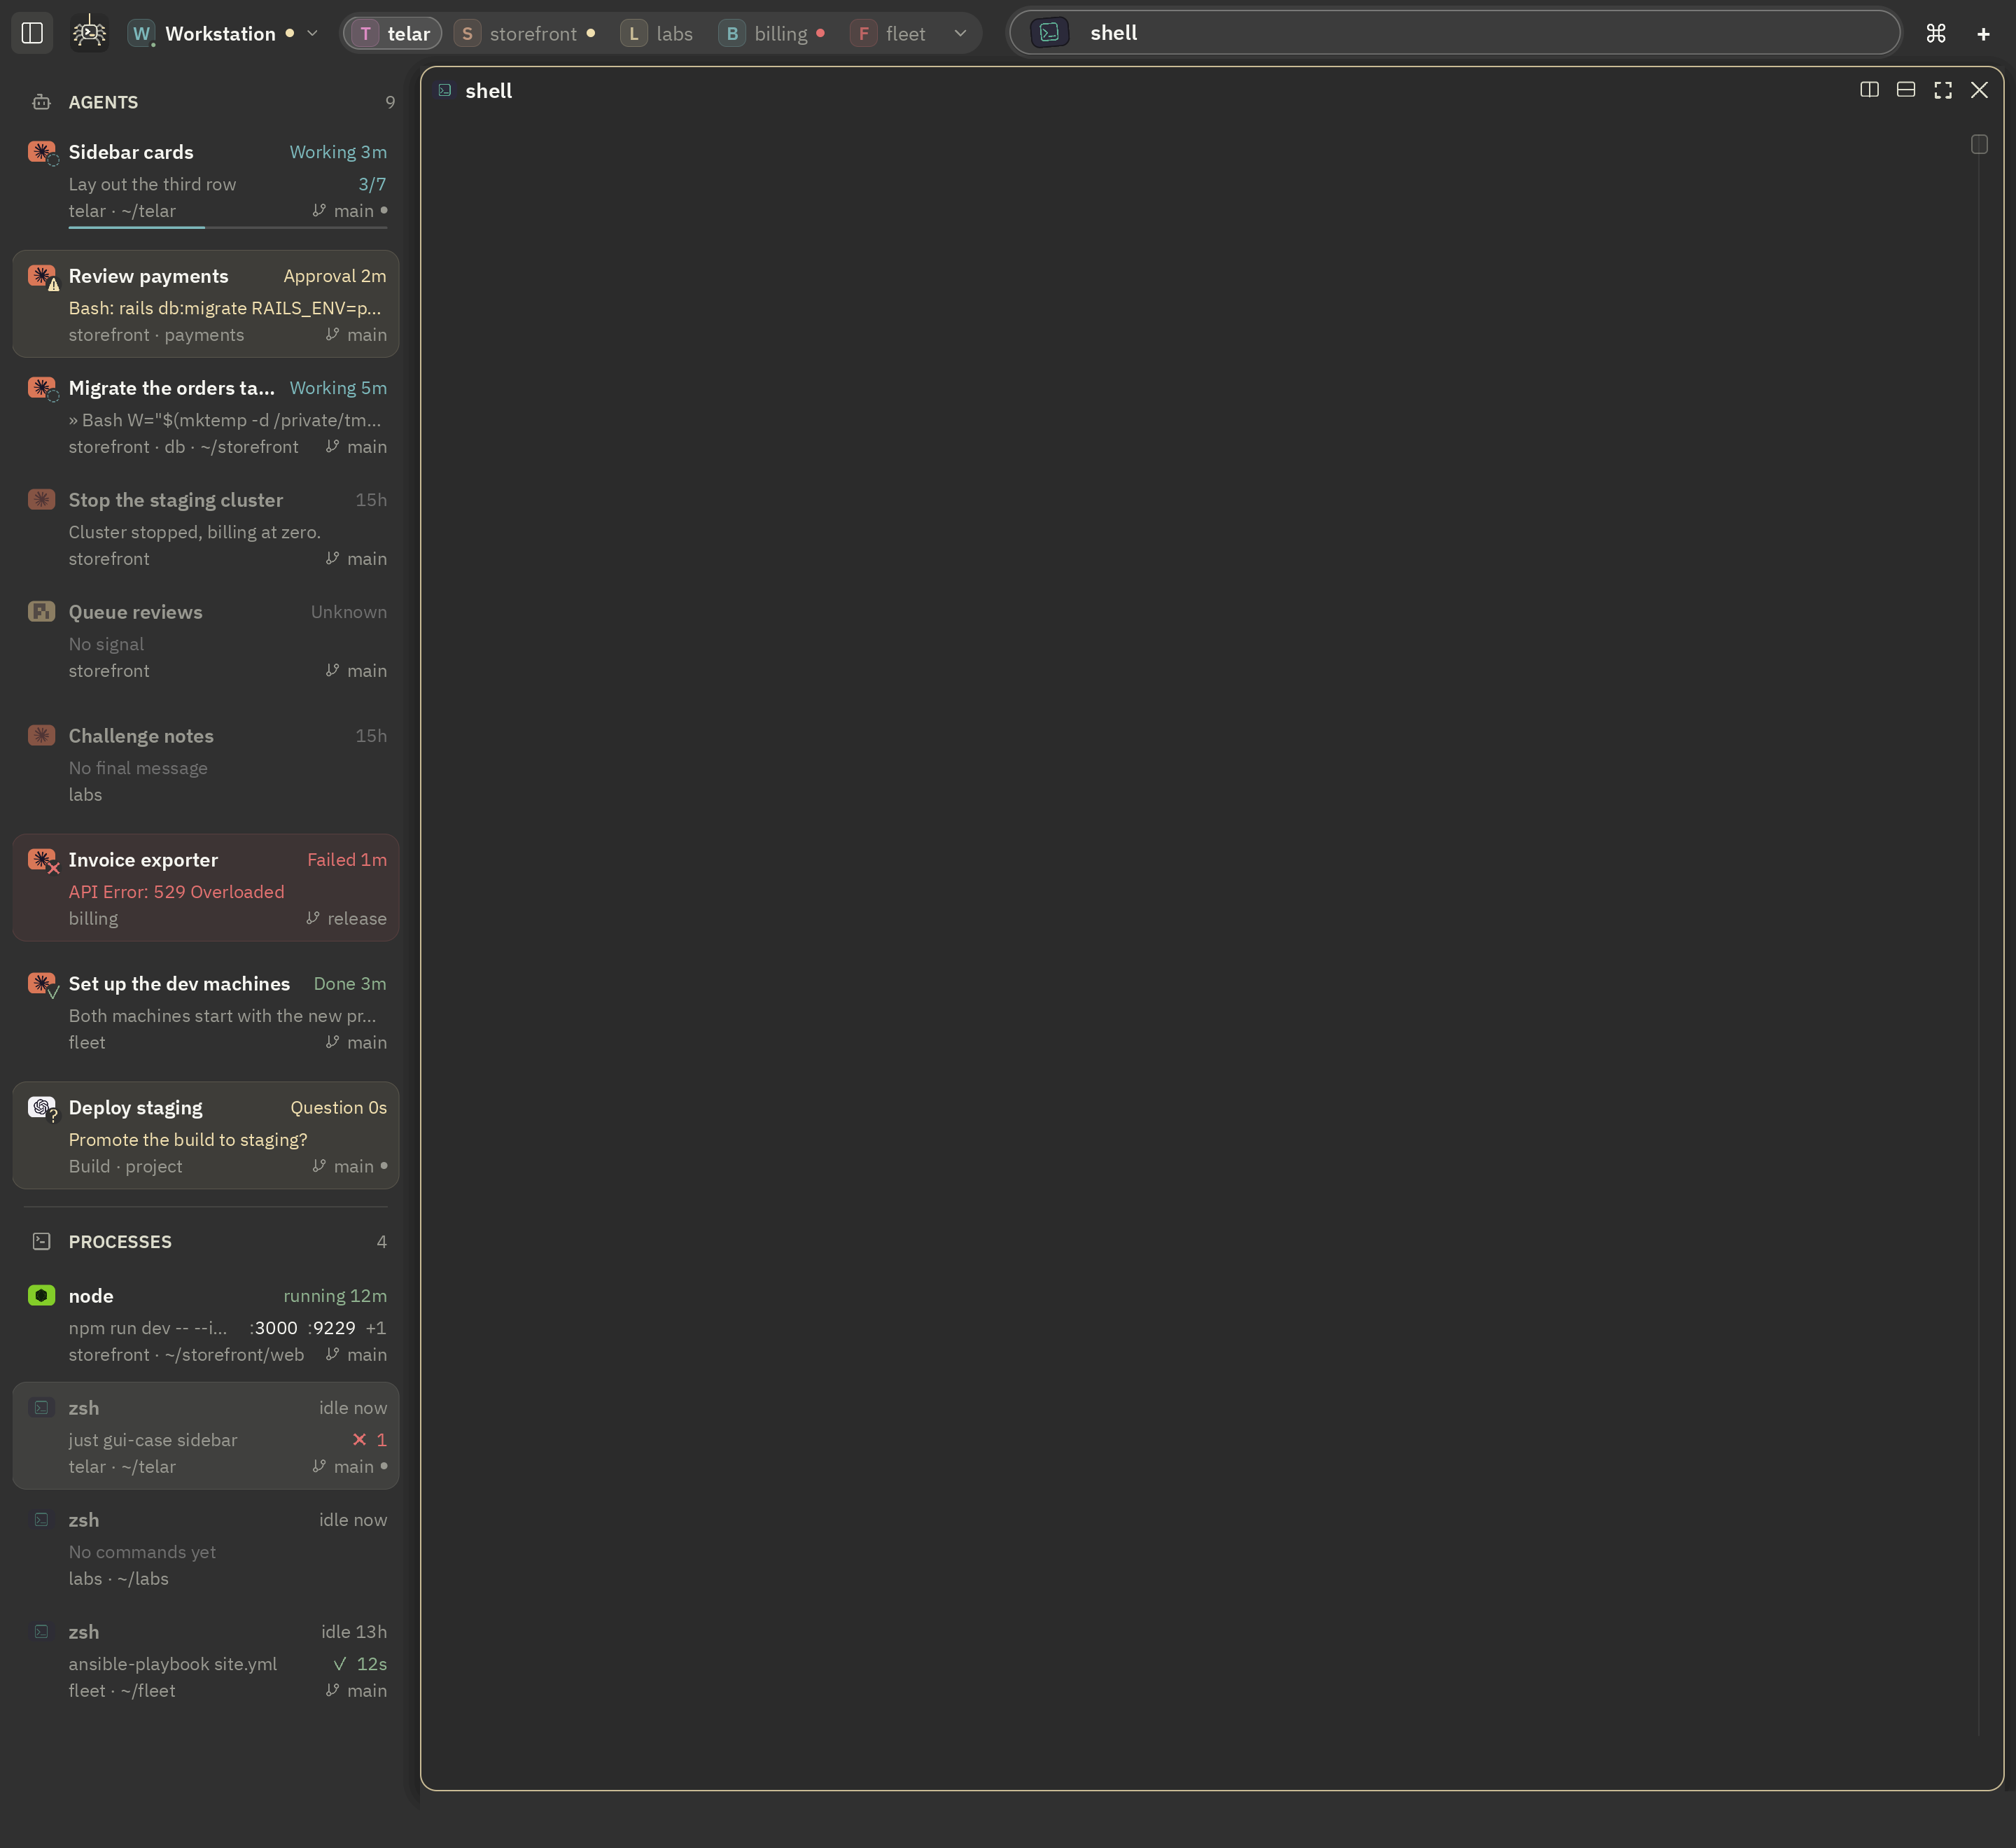 W Workstation T telar S storefront L labs B billing F fleet shell
shell
AGENTS 9
Sidebar cards Working 3m
Lay out the third row 3/7
telar · ~/telar main
Review payments Approval 2m
Bash: rails db:migrate RAILS_ENV=p...
storefront · payments main
Migrate the orders ta... Working 5m
» Bash W="$(mktemp -d /private/tm...
storefront · db · ~/storefront main
Stop the staging cluster 15h
Cluster stopped, billing at zero.
storefront main
Queue reviews Unknown
No signal
storefront main
Challenge notes 15h
No final message
labs
Invoice exporter Failed 1m
API Error: 529 Overloaded
billing release
Set up the dev machines Done 3m
Both machines start with the new pr...
fleet main
Deploy staging Question 0s
Promote the build to staging?
Build · project main
PROCESSES 4
node running 12m
npm run dev -- --i... :3000 :9229 +1
storefront · ~/storefront/web main
zsh idle now
just gui-case sidebar ✕ 1
telar · ~/telar main
zsh idle now
No commands yet
labs · ~/labs
zsh idle 13h
ansible-playbook site.yml ✓ 12s
fleet · ~/fleet main